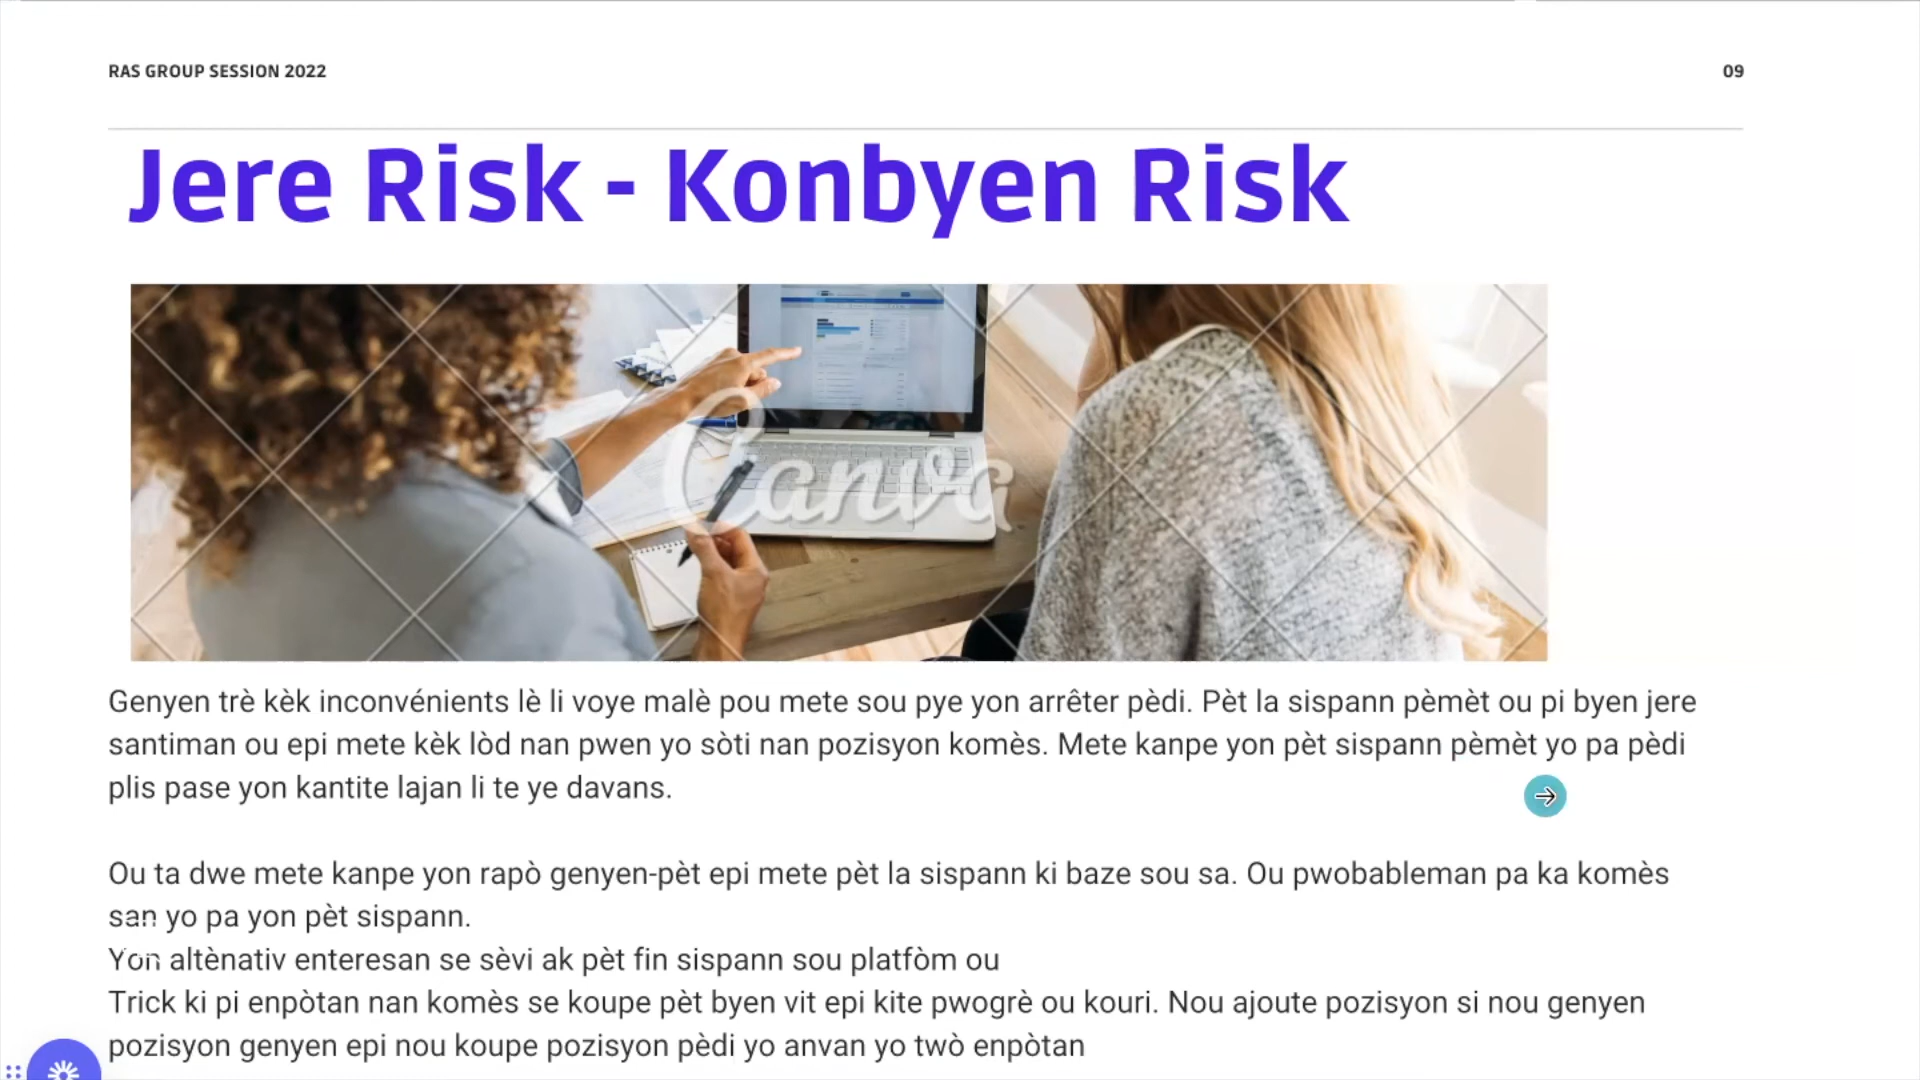 RAS GROUP SESSION 2022
09
Jere Risk - Konbyen Risk
Canva
Genyen trè kèk inconvénients lè li voye malè pou mete sou pye yon arrêter pèdi. Pèt la sispann pèmèt ou pi byen jere
santiman ou epi mete kèk lòd nan pwen yo sòti nan pozisyon komès. Mete kanpe yon pèt sispann pèmèt yo pa pèdi
plis pase yon kantite lajan li te ye davans.
Ou ta dwe mete kanpe yon rapò genyen-pèt epi mete pèt la sispann ki baze sou sa. Ou pwobableman pa ka komès
san yo pa yon pèt sispann.
Yon altènativ enteresan se sèvi ak pèt fin sispann sou platfòm ou
Trick ki pi enpòtan nan komès se koupe pèt byen vit epi kite pwogrè ou kouri. Nou ajoute pozisyon si nou genyen
pozisyon genyen epi nou koupe pozisyon pèdi yo anvan yo twò enpòtan